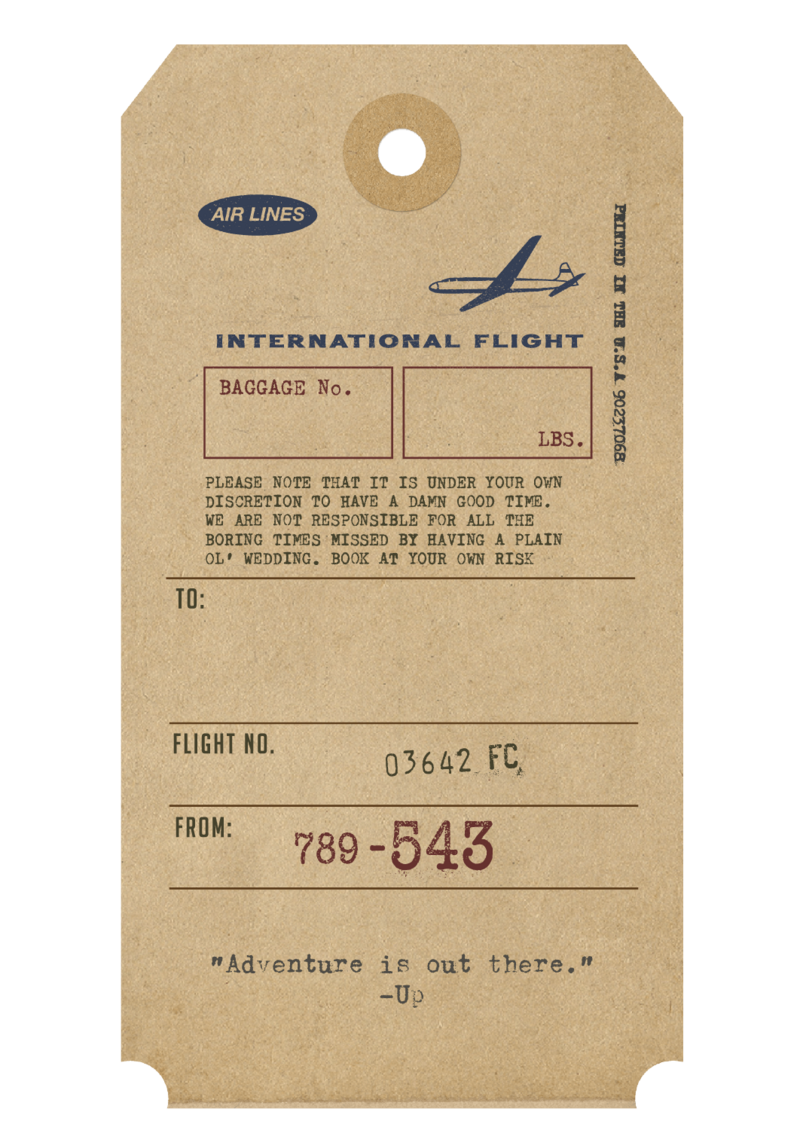 AIR LINES
INTERNATIONAL FLIGHT
PRINTED IN THE U.S.A 90237068
BAGGAGE No.
LBS.
PLEASE NOTE THAT IT IS UNDER YOUR OWN
DISCRETION TO HAVE A DAMN GOOD TIME.
WE ARE NOT RESPONSIBLE FOR ALL THE
BORING TIMES MISSED BY HAVING A PLAIN
OL' WEDDING. BOOK AT YOUR OWN RISK
TO:
FLIGHT NO.
03642 FC
FROM:
789-543
"Adventure is out there."
-Up